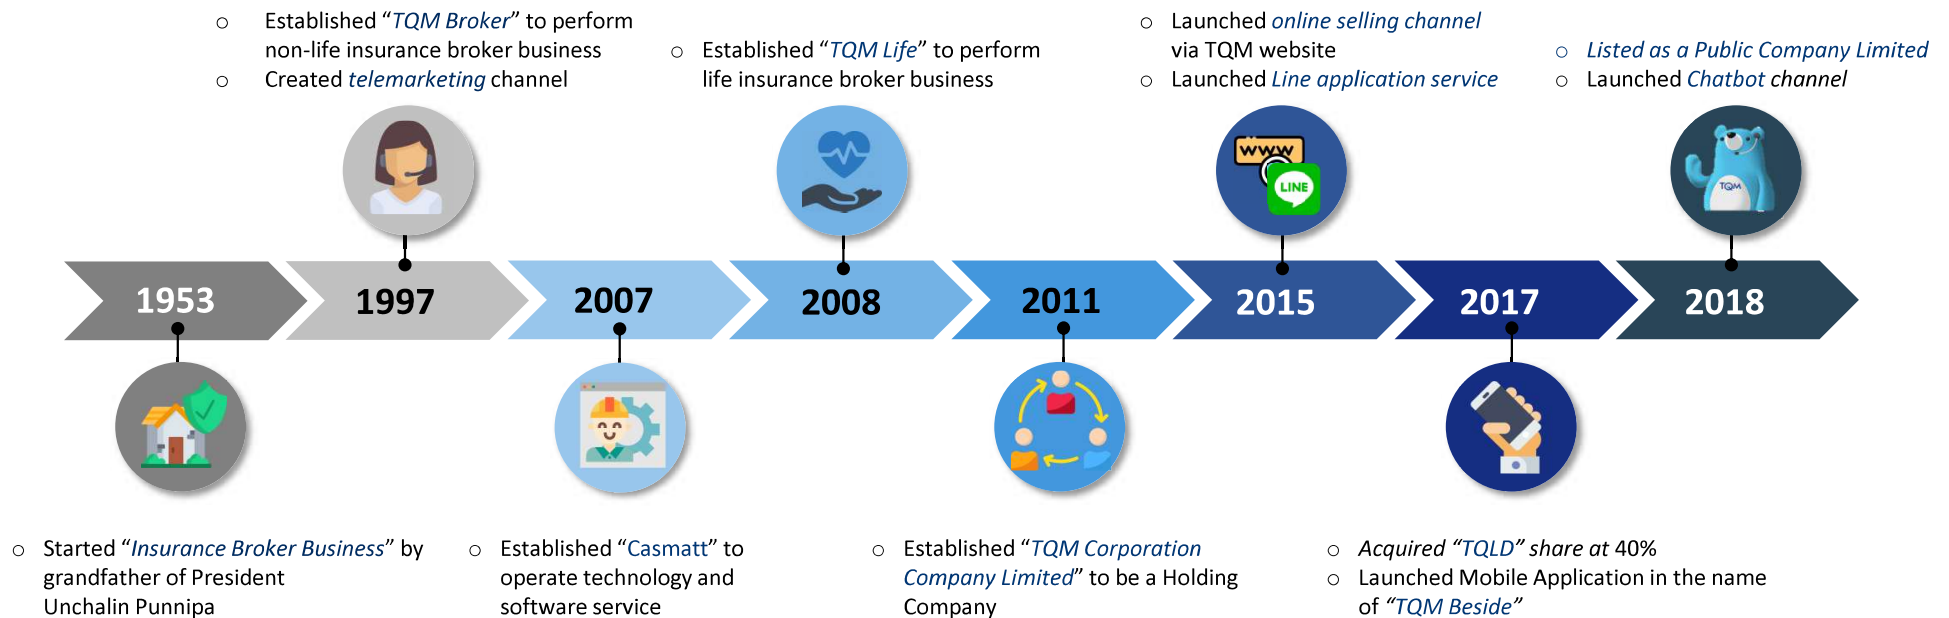 ○ Established “TQM Broker” to perform
non-life insurance broker business
○ Created telemarketing channel
○ Established “TQM Life” to perform
life insurance broker business
○ Launched online selling channel
via TQM website
○ Launched Line application service
○ Listed as a Public Company Limited
○ Launched Chatbot channel
www
LINE
TQM
1953
1997
2007
2008
2011
2015
2017
2018
○ Started “Insurance Broker Business” by
grandfather of President
Unchalin Punnipa
○ Established “Casmatt” to
operate technology and
software service
○ Established “TQM Corporation
Company Limited” to be a Holding
Company
○ Acquired “TQLD” share at 40%
○ Launched Mobile Application in the name
of “TQM Beside”